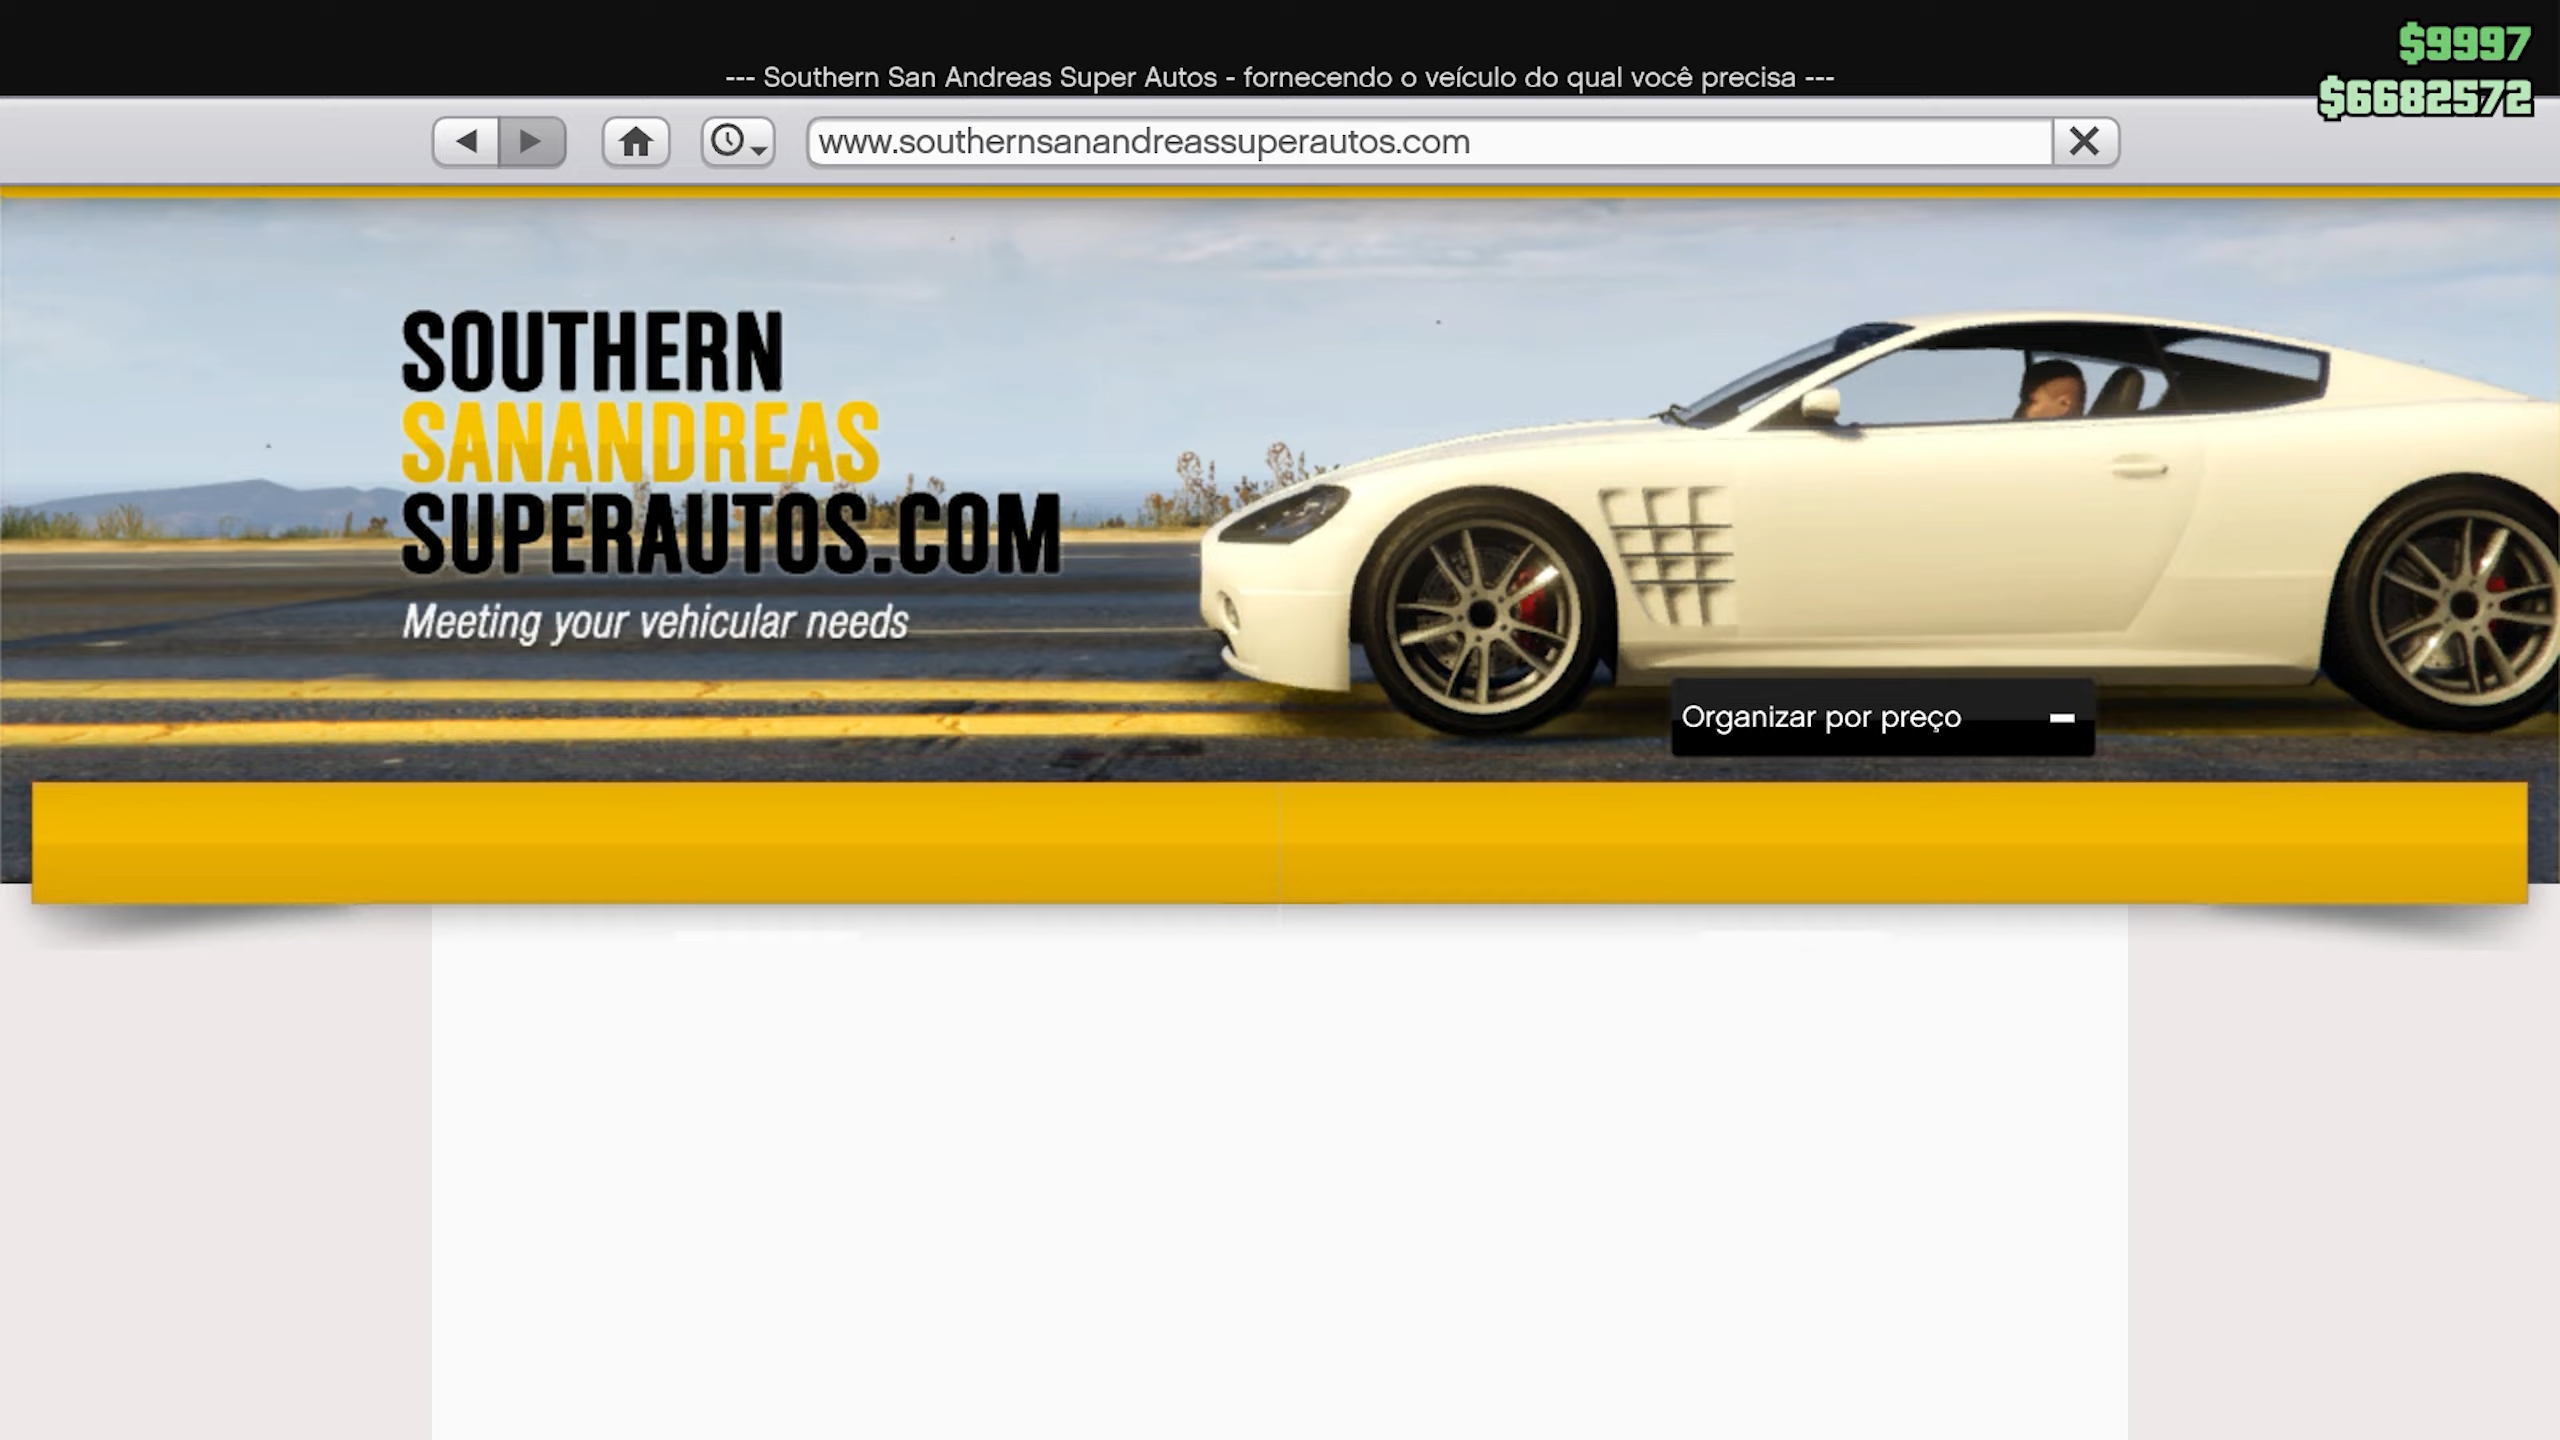 $9997
--- Southern San Andreas Super Autos - fornecendo o veículo do qual você precisa ---
$6682572
www.southernsanandreassuperautos.com
SOUTHERN
SANANDREAS
SUPERAUTOS.COM
Meeting your vehicular needs
Organizar por preço